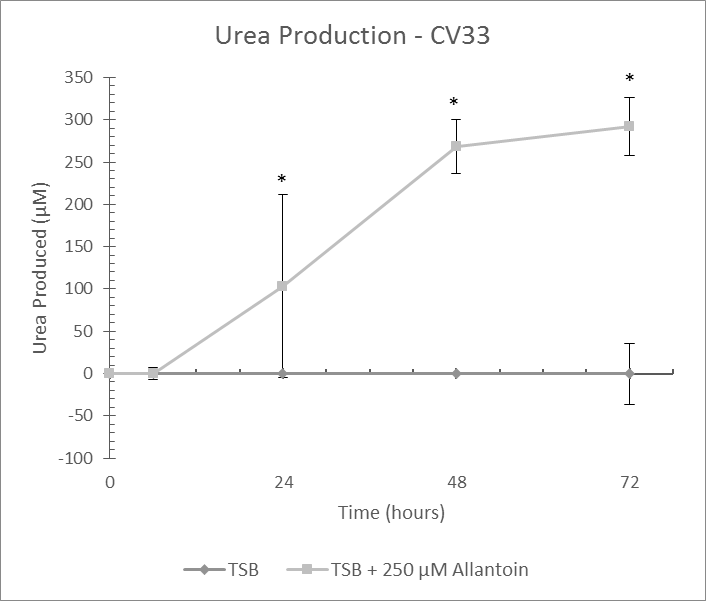 Urea Production - CV33
350
300
250
200
150
100
50
0
-50
-100
Urea Produced (µM)
*
*
*
0 24 48 72
Time (hours)
TSB TSB + 250 µM Allantoin